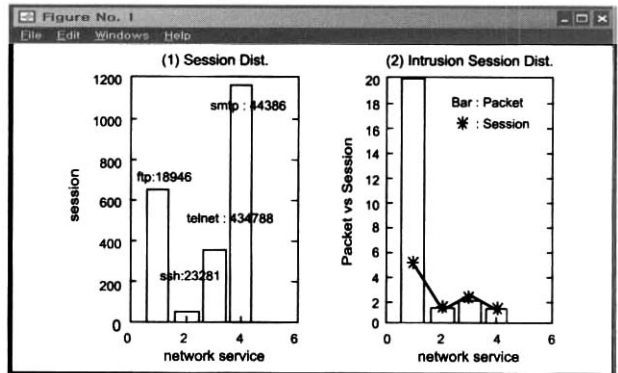 Figure No. 1
File Edit Windows Help
(1) Session Dist.
session
1200
1000
800
600
400
200
0
ftp:18946
ssh:23281
telnet : 434788
smtp : 44386
0 2 4 6
network service
(2) Intrusion Session Dist.
Packet vs Session
20
18
16
14
12
10
8
6
4
2
0
Bar : Packet
✳ : Session
0 2 4 6
network service